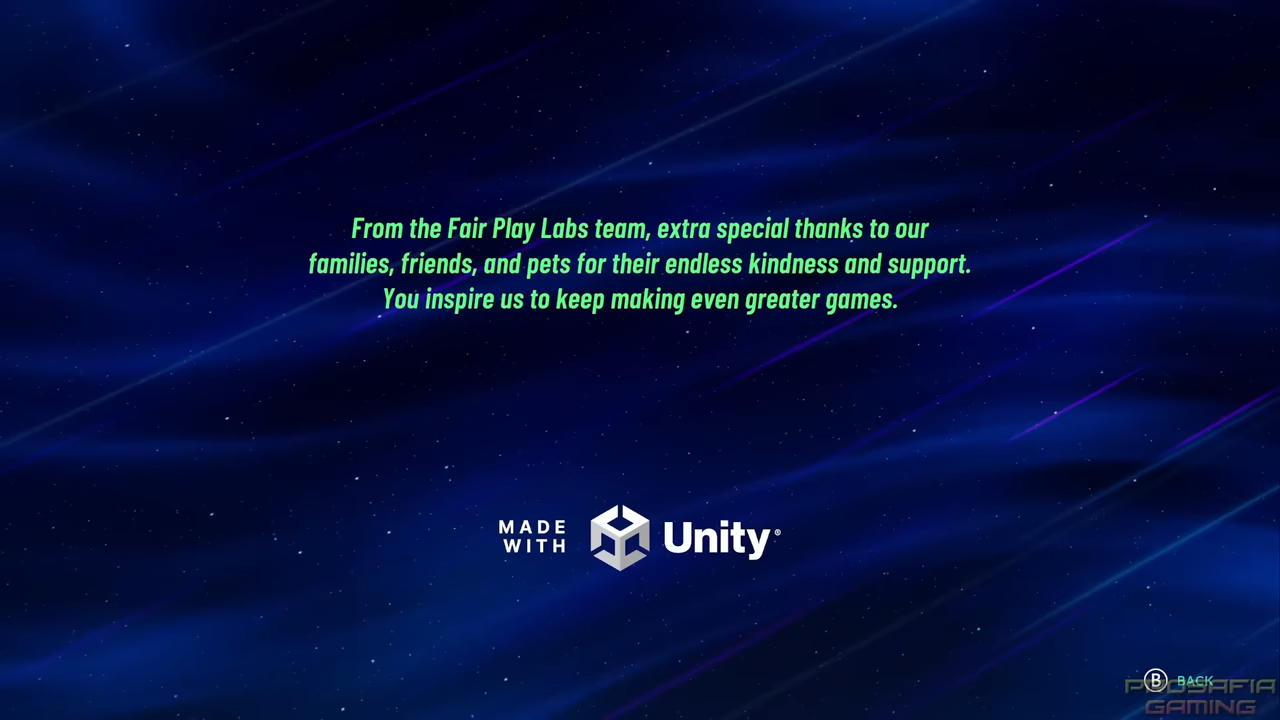 From the Fair Play Labs team, extra special thanks to our
families, friends, and pets for their endless kindness and support.
You inspire us to keep making even greater games.
MADE
WITH
Unity®
B BACK
PROSAFIA
GAMING